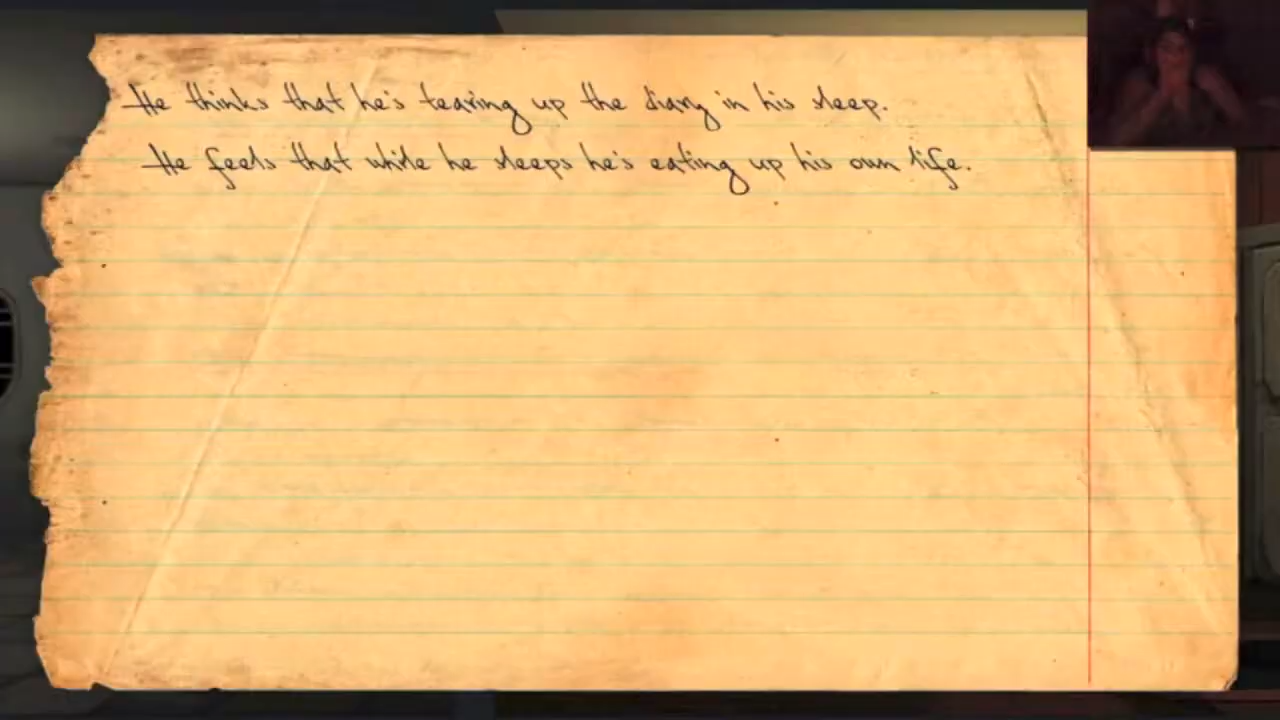 He thinks that he's tearing up the diary in his sleep.
He feels that while he sleeps he's eating up his own life.